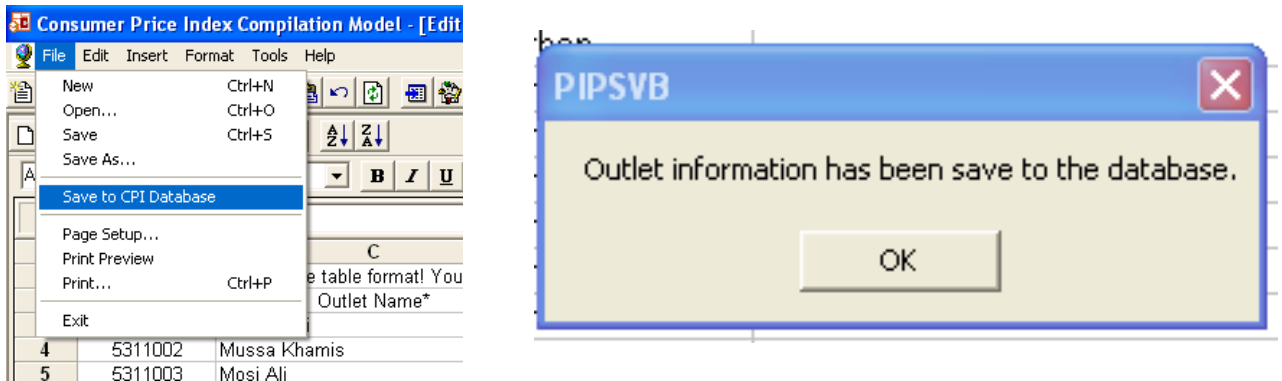 Consumer Price Index Compilation Model - [Edit
File Edit Insert Format Tools Help
New Ctrl+N
Open... Ctrl+O
Save Ctrl+S
Save As...
B I U
Save to CPI Database
Page Setup...
Print Preview
C
Print... Ctrl+P
e table format! You
Outlet Name*
Exit
4 5311002 Mussa Khamis
5 5311003 Mosi Ali
PIPSVB
Outlet information has been save to the database.
OK